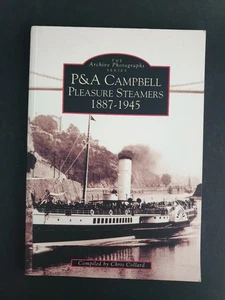 THE
Archive Photographs
SERIES
P&A CAMPBELL
PLEASURE STEAMERS
1887-1945
Compiled by Chris Collard